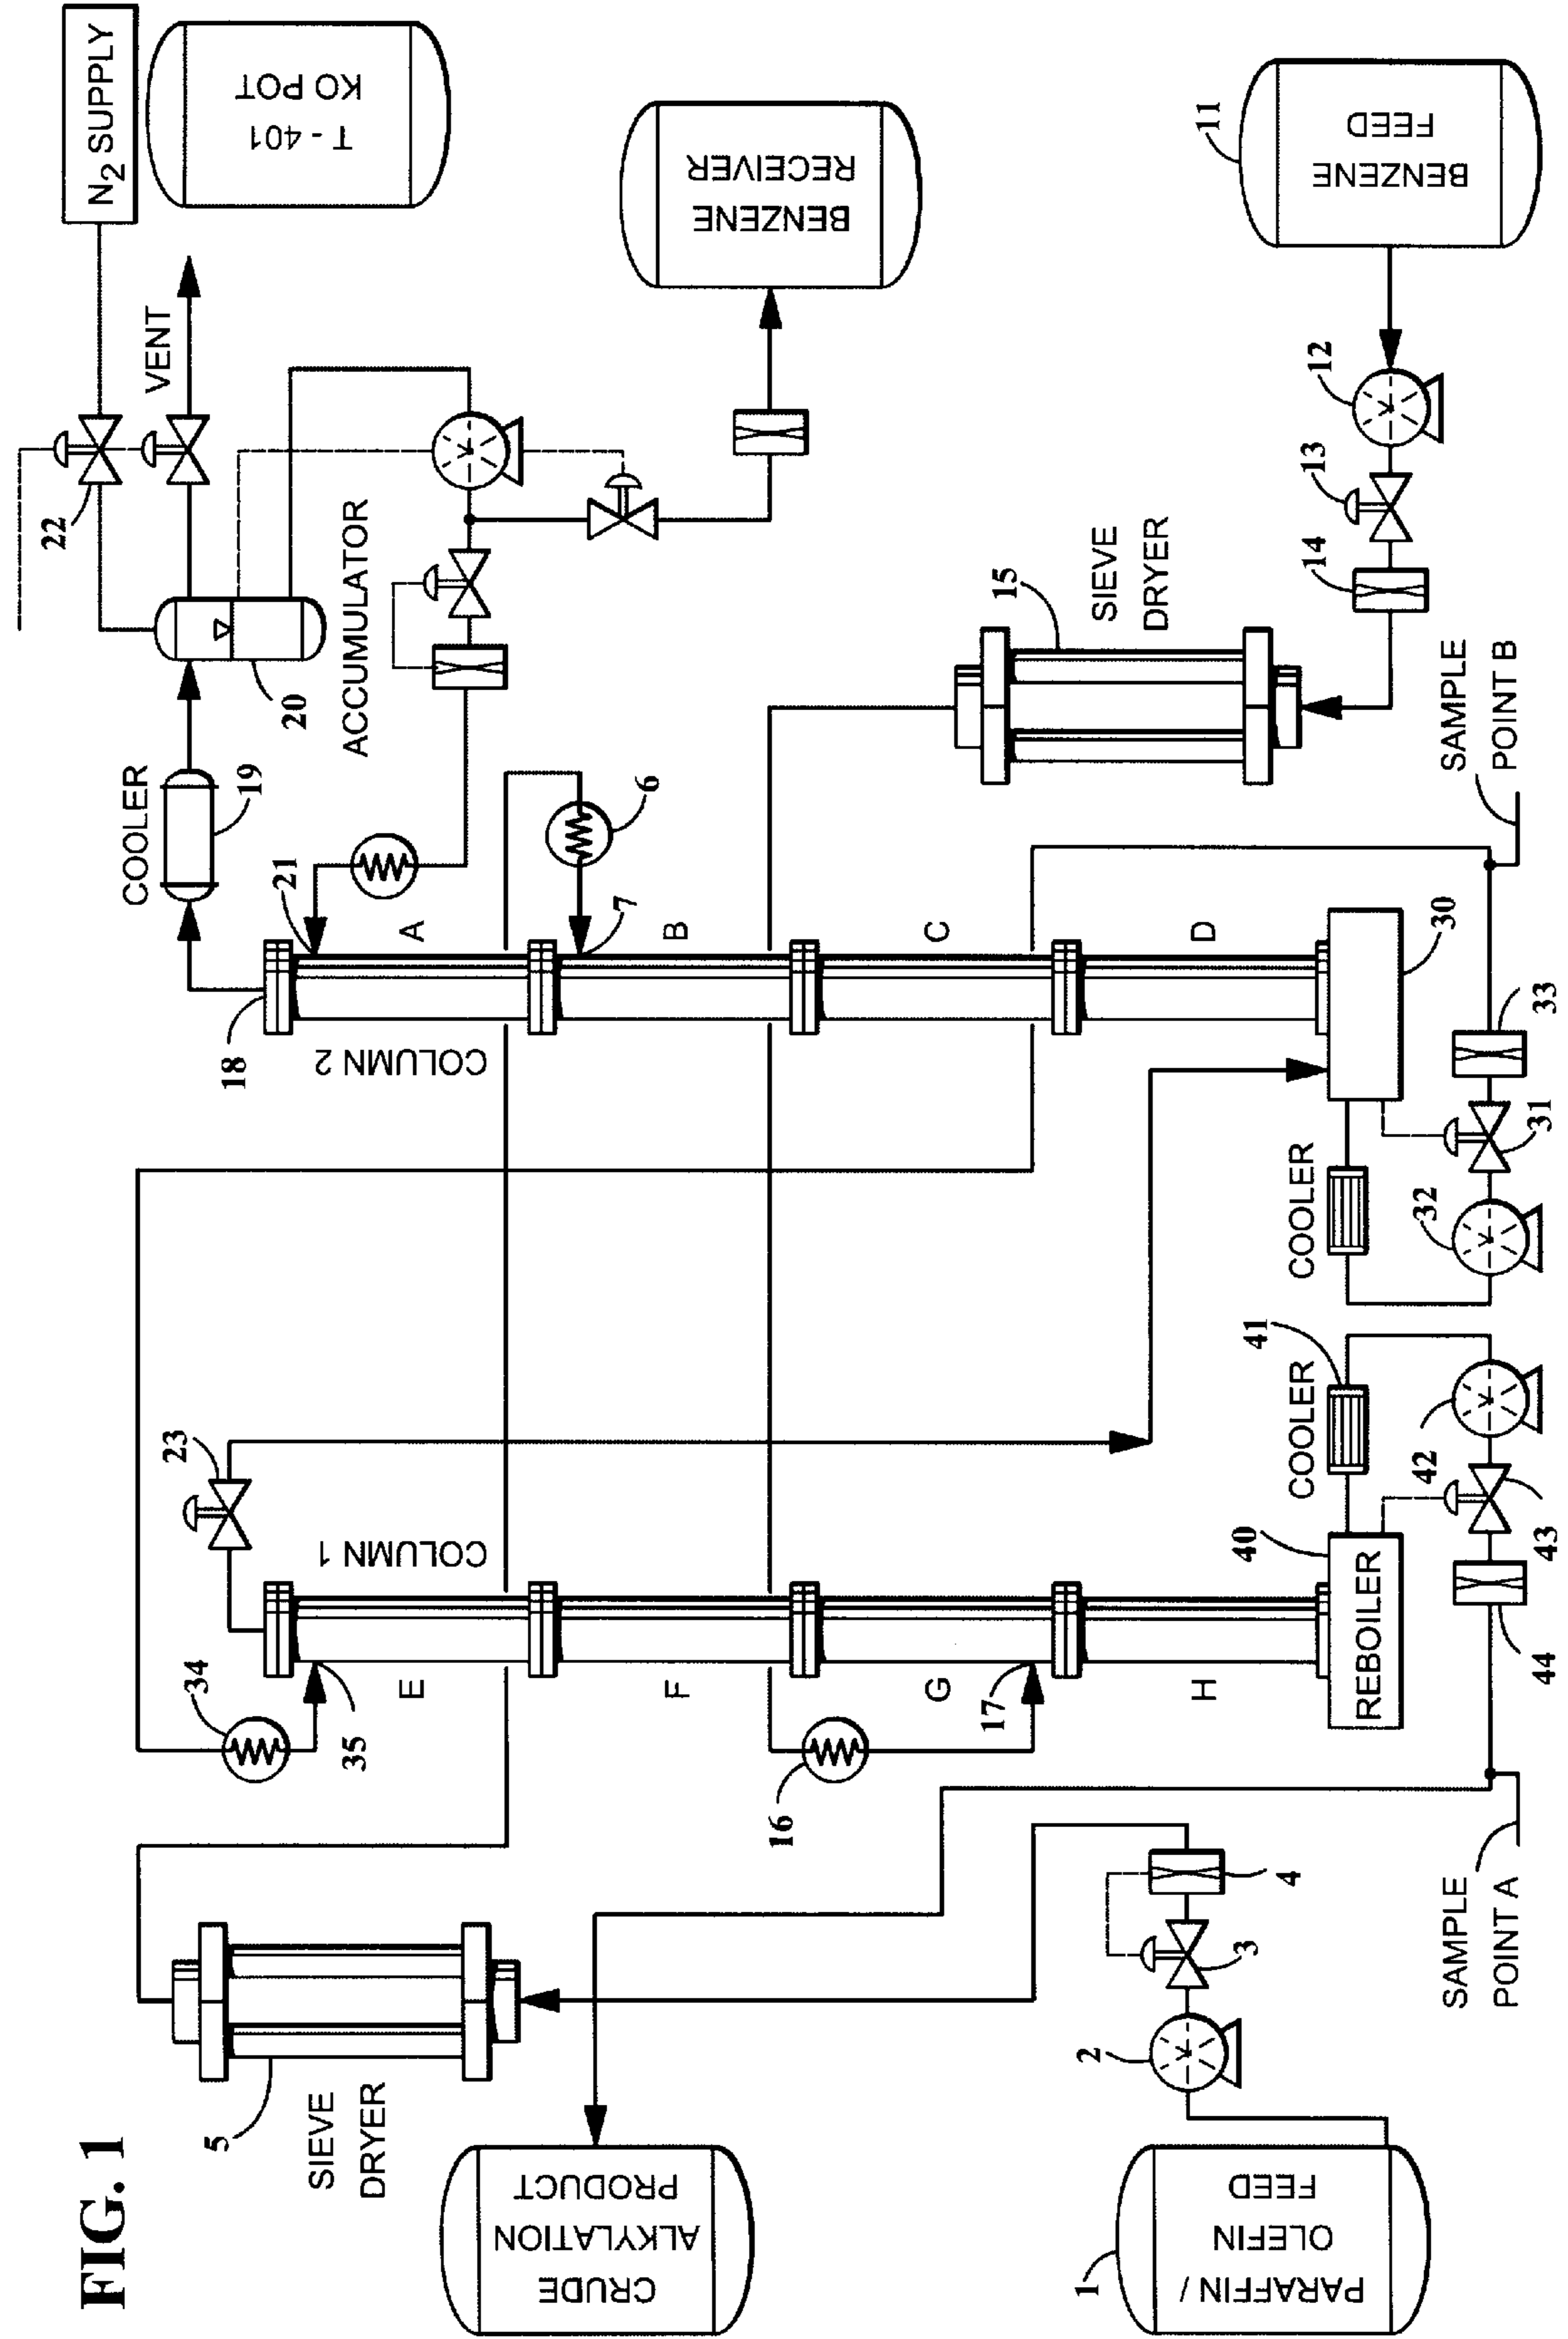 FIG. 1
N2 SUPPLY
T - 401
KO POT
VENT
22
COOLER
19
20
ACCUMULATOR
BENZENE
RECEIVER
BENZENE
FEED
11
12
13
14
15
SIEVE
DRYER
21
6
7
18
COLUMN 2
A
B
C
D
30
SAMPLE
POINT B
33
31
32
COOLER
23
COLUMN 1
34
35
E
F
G
H
16
17
40
REBOILER
COOLER
41
42
43
44
SAMPLE
POINT A
5
SIEVE
DRYER
CRUDE
ALKYLATION
PRODUCT
1
PARAFFIN /
OLEFIN
FEED
2
3
4